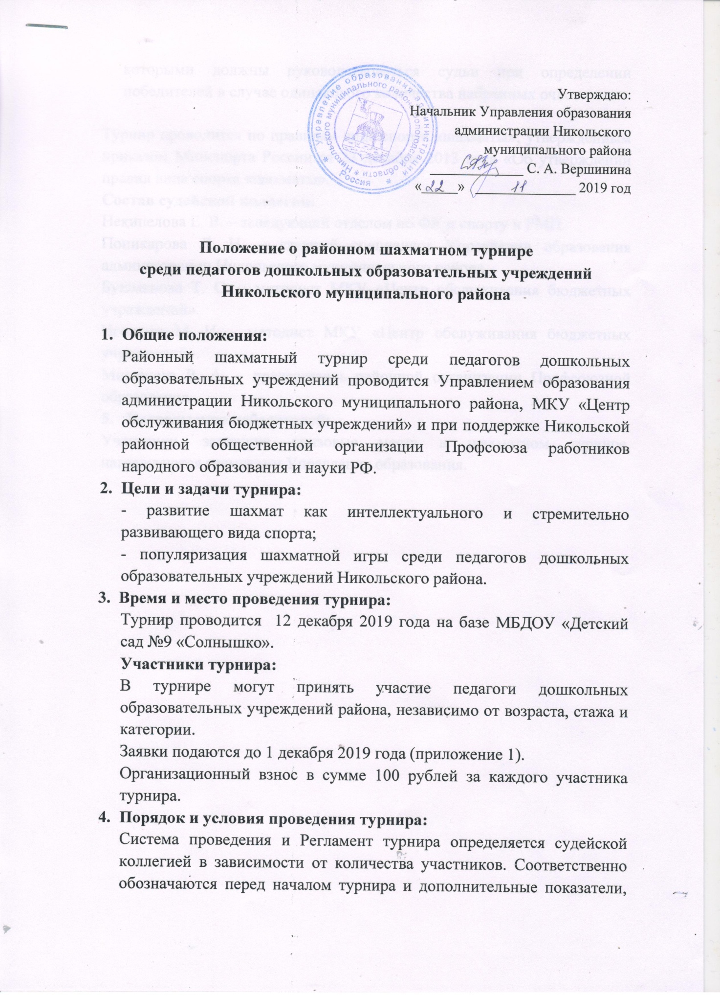 Утверждаю:
Начальник Управления образования
администрации Никольского
муниципального района
С. А. Вершинина
«22» 11 2019 год
Управление образования администрации
Никольского муниципального района Вологодской области
Россия
Положение о районном шахматном турнире
среди педагогов дошкольных образовательных учреждений
Никольского муниципального района
1. Общие положения:
Районный шахматный турнир среди педагогов дошкольных
образовательных учреждений проводится Управлением образования
администрации Никольского муниципального района, МКУ «Центр
обслуживания бюджетных учреждений» и при поддержке Никольской
районной общественной организации Профсоюза работников
народного образования и науки РФ.
2. Цели и задачи турнира:
- развитие шахмат как интеллектуального и стремительно
развивающего вида спорта;
- популяризация шахматной игры среди педагогов дошкольных
образовательных учреждений Никольского района.
3. Время и место проведения турнира:
Турнир проводится 12 декабря 2019 года на базе МБДОУ «Детский
сад №9 «Солнышко».
Участники турнира:
В турнире могут принять участие педагоги дошкольных
образовательных учреждений района, независимо от возраста, стажа и
категории.
Заявки подаются до 1 декабря 2019 года (приложение 1).
Организационный взнос в сумме 100 рублей за каждого участника
турнира.
4. Порядок и условия проведения турнира:
Система проведения и Регламент турнира определяется судейской
коллегией в зависимости от количества участников. Соответственно
обозначаются перед началом турнира и дополнительные показатели,